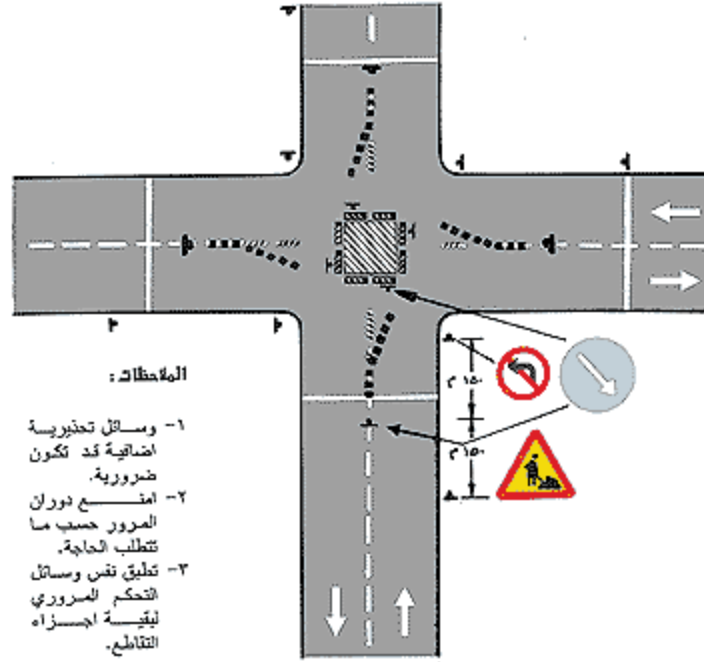 الملاحظات:
١- وسائل تحذيرية
اضافية قد تكون
ضرورية.
٢- امنع دوران
المرور حسب ما
تتطلب الحاجة.
٣- تطبق نفس وسائل
التحكم المروري
لبقية اجزاء
التقاطع.
١٥٠ م
١٥٠ م